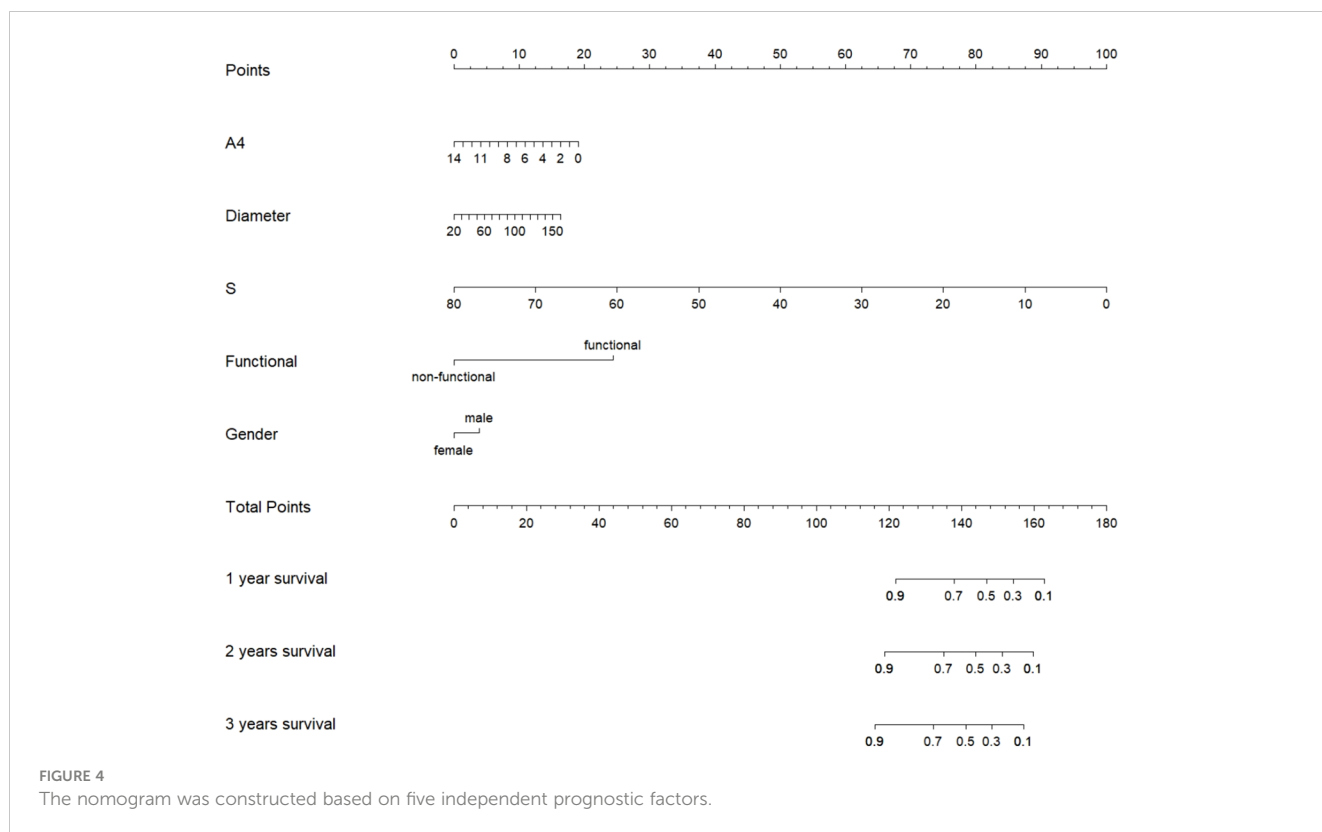 0 10 20 30 40 50 60 70 80 90 100
Points
A4
14 11 8 6 4 2 0
Diameter
20 60 100 150
S
80 70 60 50 40 30 20 10 0
functional
Functional
non-functional
male
Gender
female
Total Points
0 20 40 60 80 100 120 140 160 180
1 year survival
0.9 0.7 0.5 0.3 0.1
2 years survival
0.9 0.7 0.5 0.3 0.1
3 years survival
0.9 0.7 0.5 0.3 0.1
FIGURE 4
The nomogram was constructed based on five independent prognostic factors.